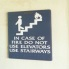 IN CASE OF
FIRE DO NOT
USE ELEVATORS
USE STAIRWAYS